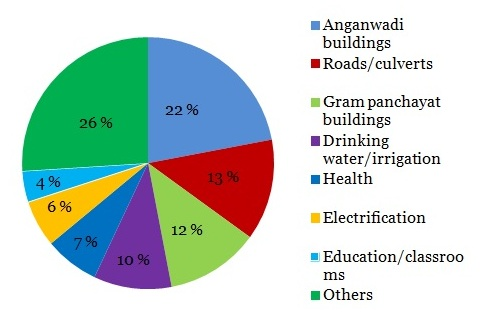 22 %
13 %
12 %
10 %
7 %
6 %
4 %
26 %
Anganwadi
buildings
Roads/culverts
Gram panchayat
buildings
Drinking
water/irrigation
Health
Electrification
Education/classroo
ms
Others